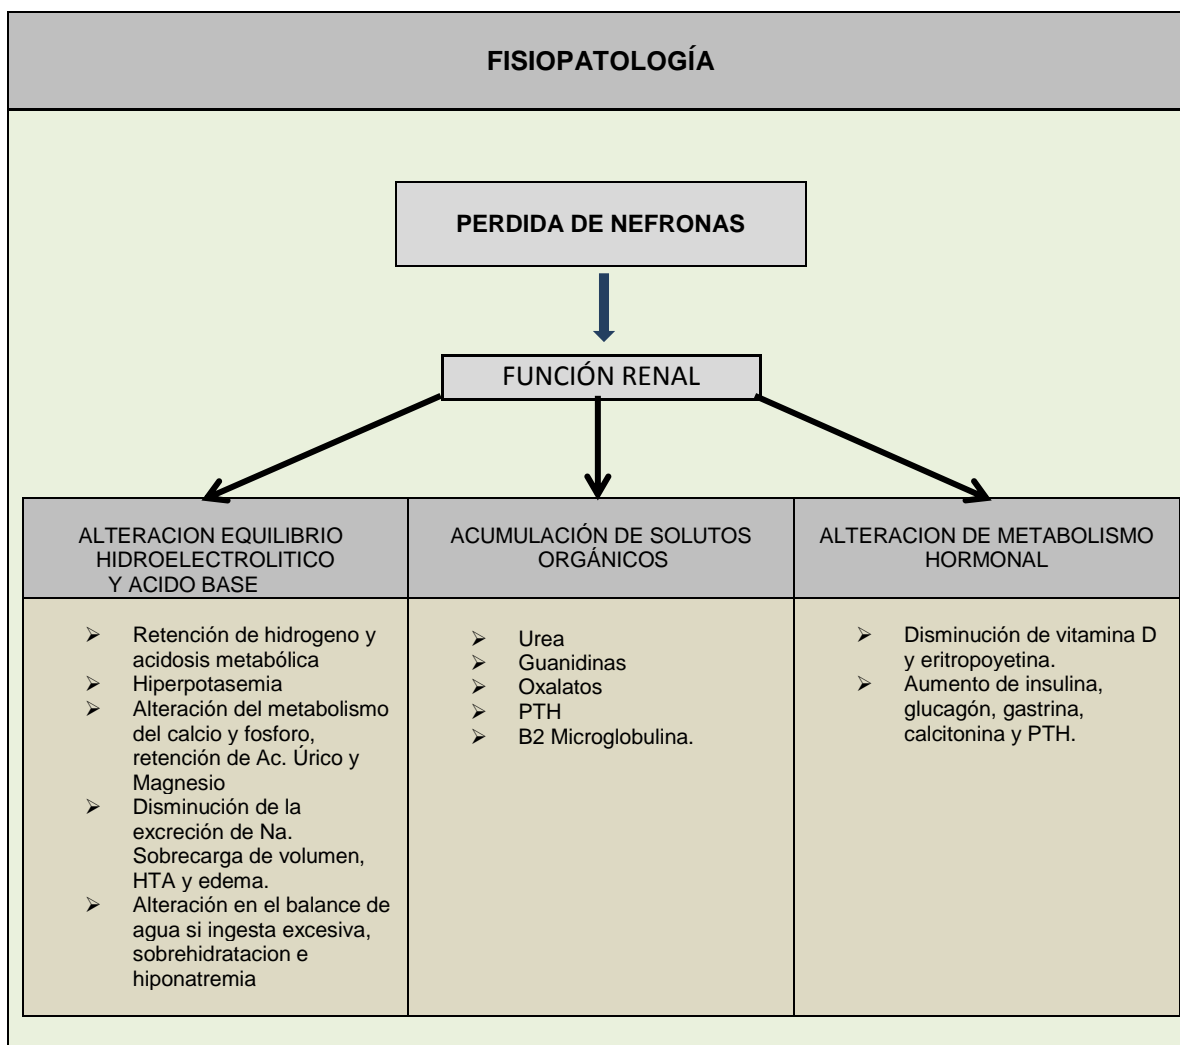 FISIOPATOLOGÍA
PERDIDA DE NEFRONAS
FUNCIÓN RENAL
ALTERACION EQUILIBRIO
HIDROELECTROLITICO
Y ACIDO BASE
➢ Retención de hidrogeno y
acidosis metabólica
➢ Hiperpotasemia
➢ Alteración del metabolismo
del calcio y fosforo,
retención de Ac. Úrico y
Magnesio
➢ Disminución de la
excreción de Na.
Sobrecarga de volumen,
HTA y edema.
➢ Alteración en el balance de
agua si ingesta excesiva,
sobrehidratacion e
hiponatremia
ACUMULACIÓN DE SOLUTOS
ORGÁNICOS
➢ Urea
➢ Guanidinas
➢ Oxalatos
➢ PTH
➢ B2 Microglobulina.
ALTERACION DE METABOLISMO
HORMONAL
➢ Disminución de vitamina D
y eritropoyetina.
➢ Aumento de insulina,
glucagón, gastrina,
calcitonina y PTH.